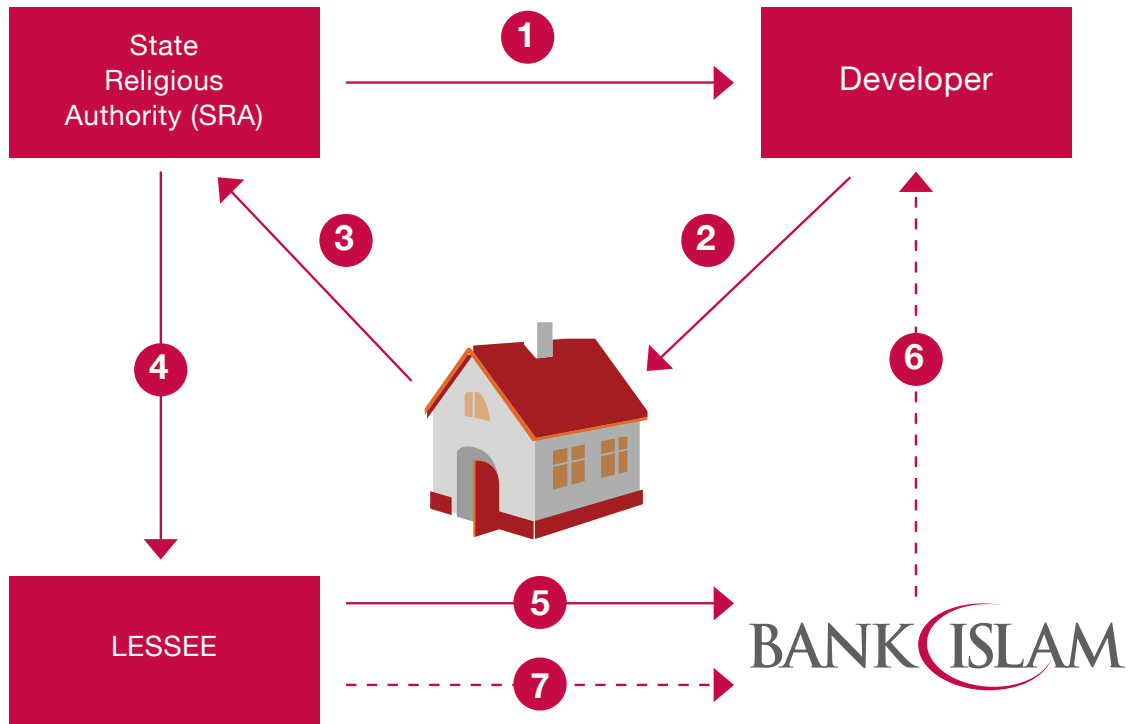 State
Religious
Authority (SRA)
1
Developer
3
2
4
6
LESSEE
5
BANK ISLAM
7